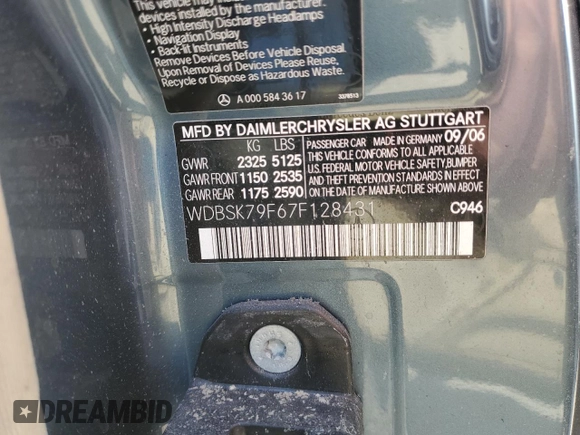 This vehicle may
devices installed by the manufacturer.
• High Intensity Discharge Headlamps
• Navigation Display
• Back-lit Instruments
Remove Devices Before Vehicle Disposal.
Upon Removal of Devices Please Reuse,
Recycle or Dispose as Hazardous Waste.
A 000 584 36 17
MFD BY DAIMLERCHRYSLER AG STUTTGART
KG LBS
PASSENGER CAR MADE IN GERMANY 09/06
GVWR 2325 5125
THIS VEHICLE CONFORMS TO ALL APPLICABLE
GAWR FRONT 1150 2535
U.S. FEDERAL MOTOR VEHICLE SAFETY, BUMPER
AND THEFT PREVENTION STANDARDS IN EFFECT
GAWR REAR 1175 2590
ON THE DATE OF MANUFACTURE SHOWN ABOVE.
WDBSK79F67F128431
C946
DREAMBID